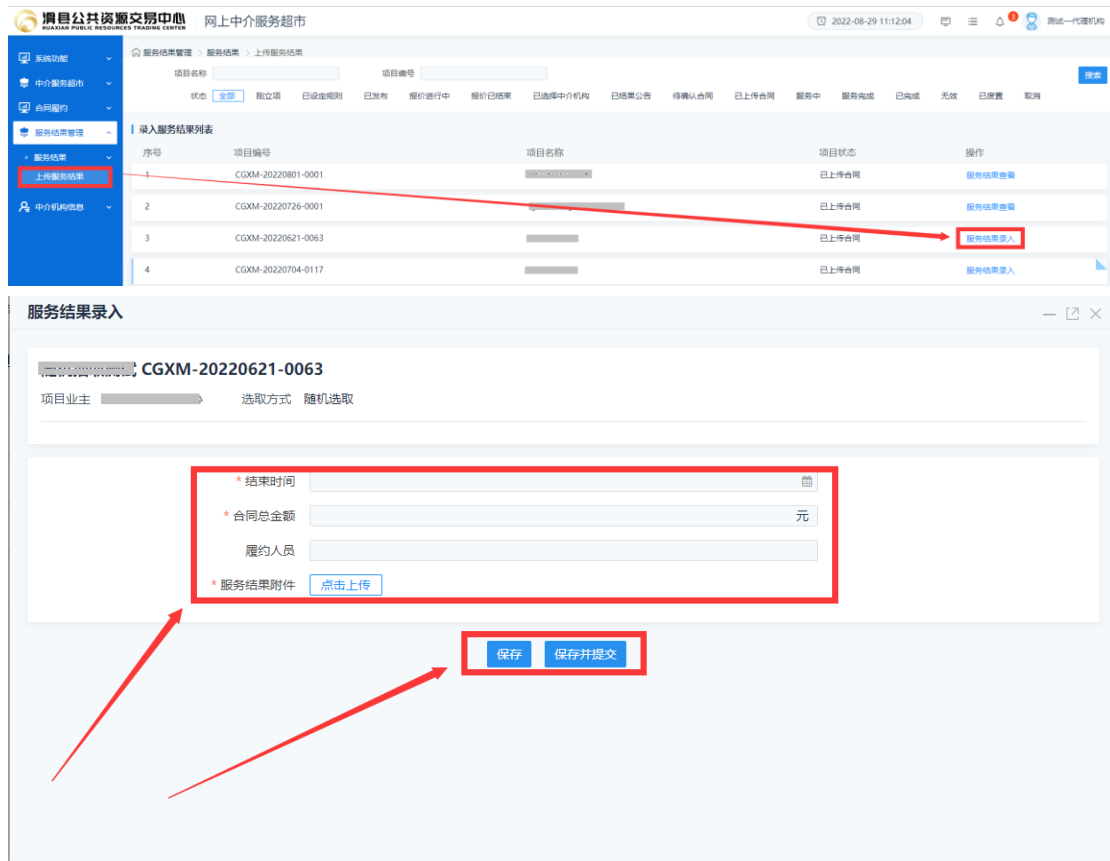 滑县公共资源交易中心 网上中介服务超市 2022-08-29 11:12:04 3 测试一代理机构
HUAXIAN PUBLIC RESOURCES TRADING CENTER
系统功能
中介服务超市
合同履约
服务结果管理
服务结果
上传服务结果
中介机构信息
服务结果管理 > 服务结果 > 上传服务结果
项目名称 项目编号 搜索
状态 全部 刚立项 已设定规则 已发布 报价进行中 报价已结束 已选择中介机构 已结果公告 待确认合同 已上传合同 服务中 服务完成 已完成 无效 已废置 取消
录入服务结果列表
序号 项目编号 项目名称 项目状态 操作
1 CGXM-20220801-0001 已上传合同 服务结果查看
2 CGXM-20220726-0001 已上传合同 服务结果查看
3 CGXM-20220621-0063 已上传合同 服务结果录入
4 CGXM-20220704-0117 已上传合同 服务结果录入
服务结果录入
CGXM-20220621-0063
项目业主 选取方式 随机选取
* 结束时间
* 合同总金额 元
履约人员
* 服务结果附件 点击上传
保存 保存并提交